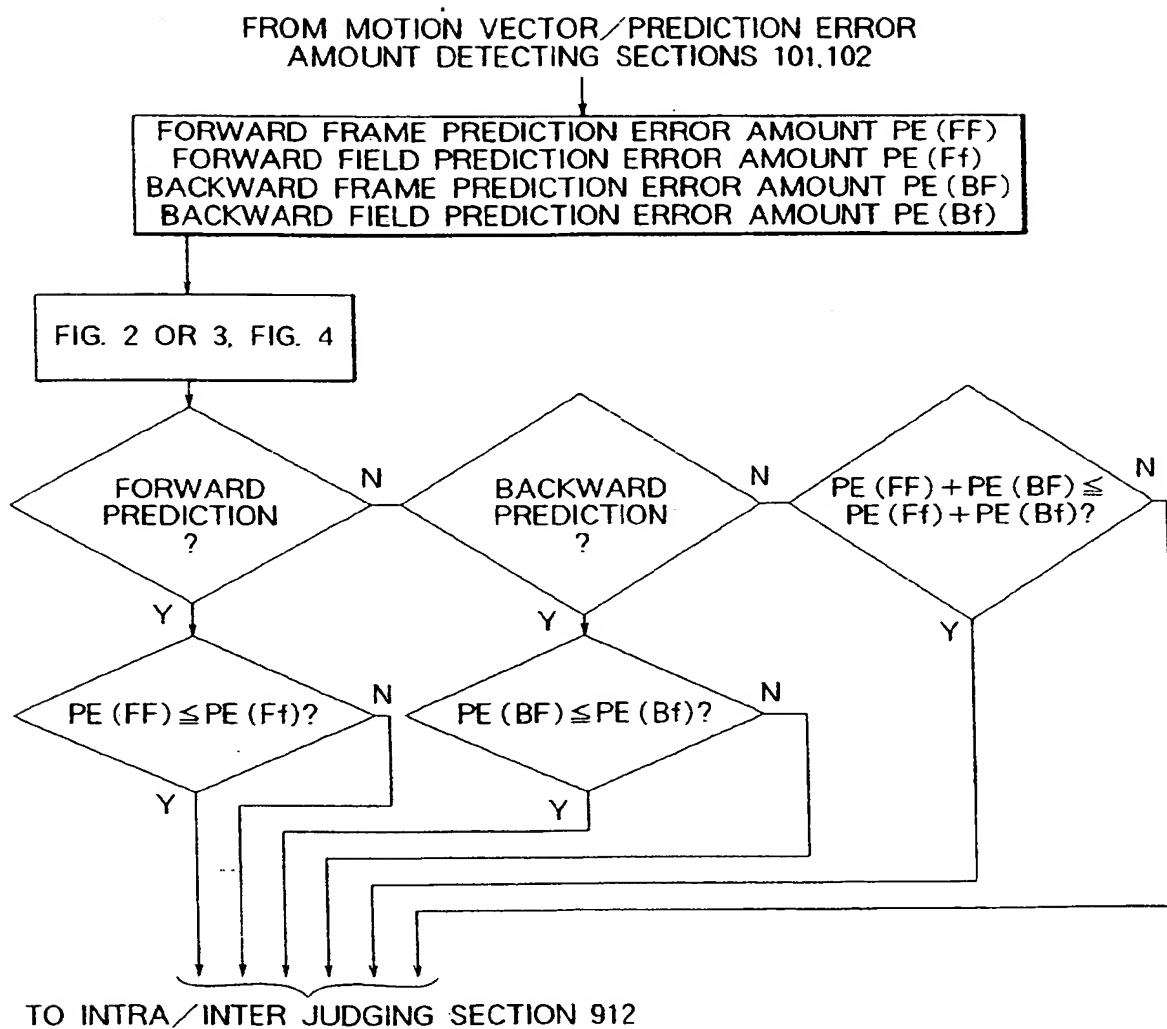 FROM MOTION VECTOR/PREDICTION ERROR
AMOUNT DETECTING SECTIONS 101,102
FORWARD FRAME PREDICTION ERROR AMOUNT PE(FF)
FORWARD FIELD PREDICTION ERROR AMOUNT PE(Ff)
BACKWARD FRAME PREDICTION ERROR AMOUNT PE(BF)
BACKWARD FIELD PREDICTION ERROR AMOUNT PE(Bf)
FIG. 2 OR 3, FIG. 4
FORWARD
PREDICTION
?
N
Y
BACKWARD
PREDICTION
?
N
Y
PE(FF)+PE(BF)≦
PE(Ff)+PE(Bf)?
N
Y
PE(FF)≦PE(Ff)?
N
Y
PE(BF)≦PE(Bf)?
N
Y
TO INTRA/INTER JUDGING SECTION 912